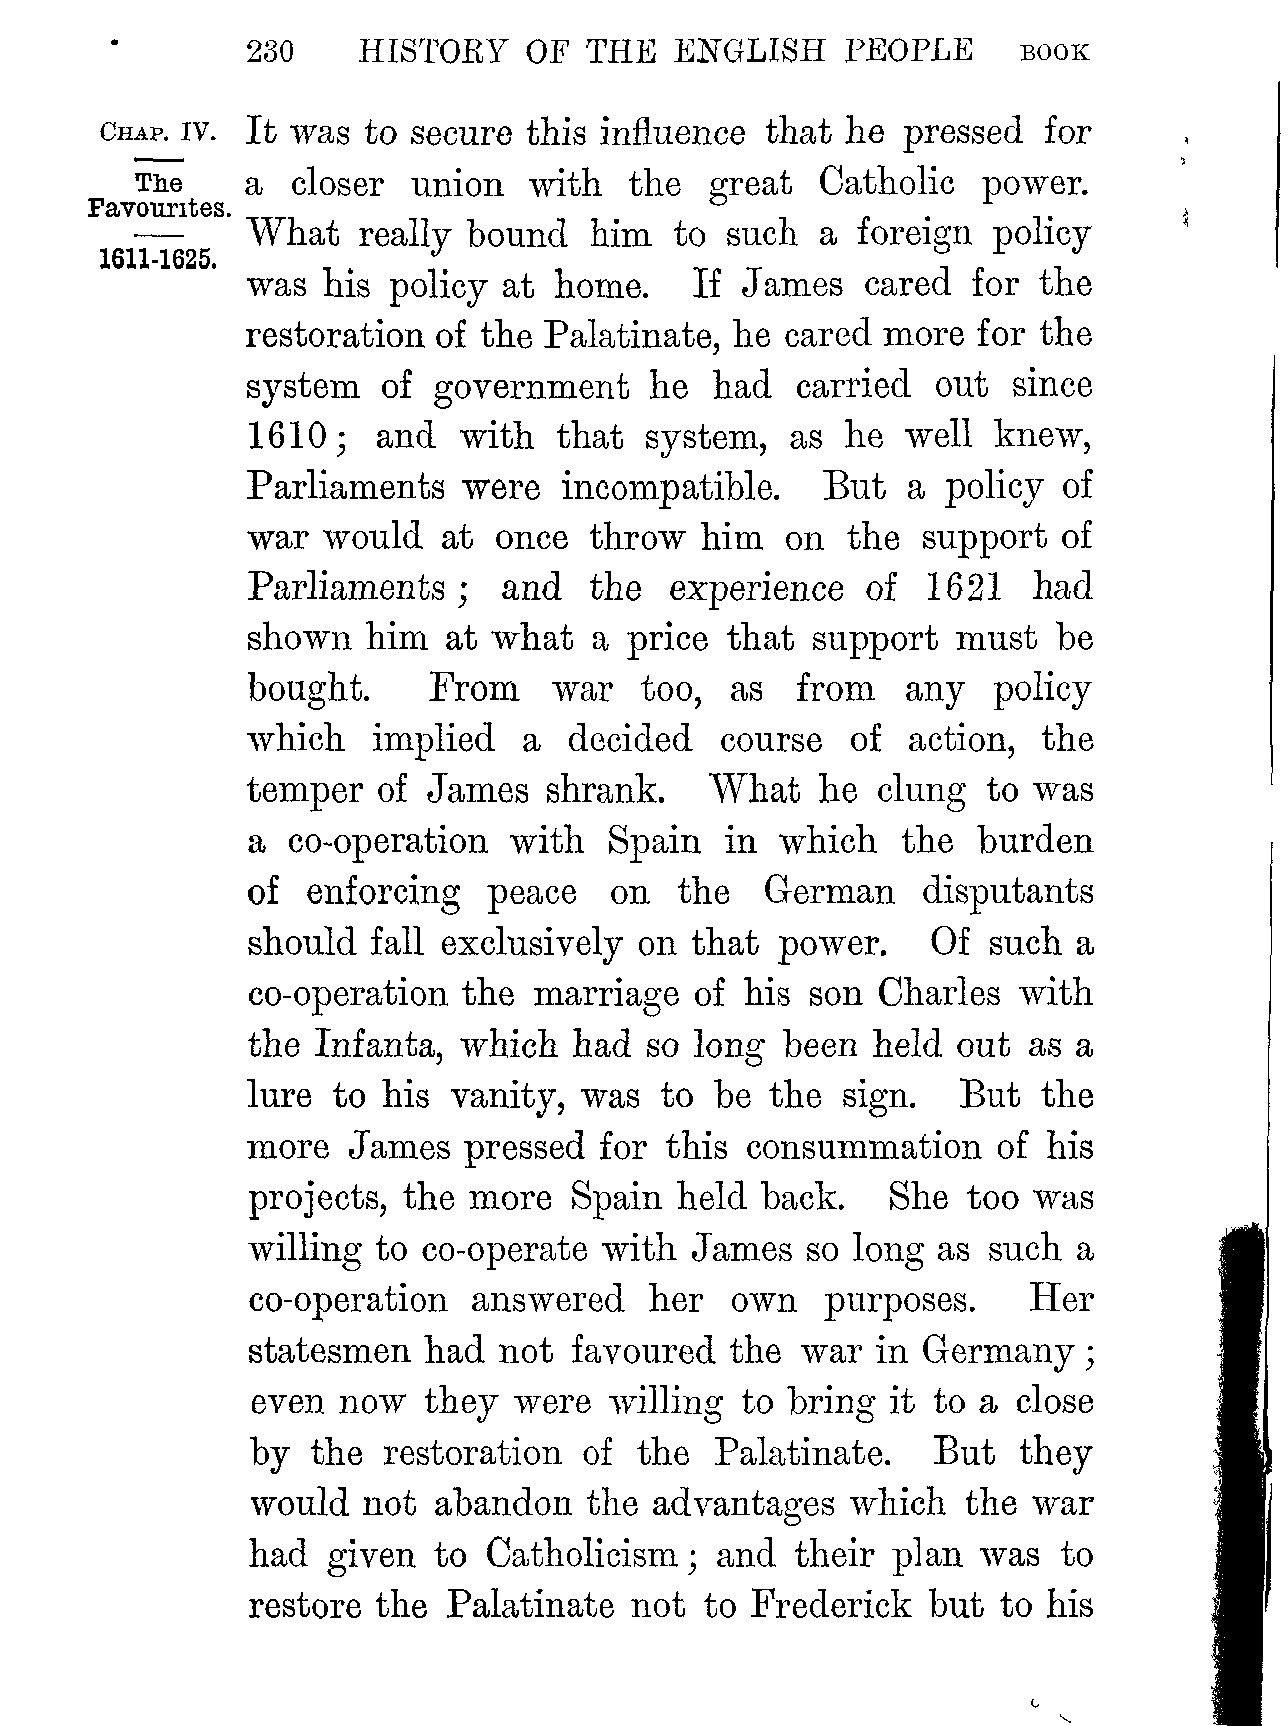 230 HISTORY OF THE ENGLISH PEOPLE BOOK
CHAP. IV.
The
Favourites.
1611-1625.
It was to secure this influence that he pressed for
a closer union with the great Catholic power.
What really bound him to such a foreign policy
was his policy at home. If James cared for the
restoration of the Palatinate, he cared more for the
system of government he had carried out since
1610; and with that system, as he well knew,
Parliaments were incompatible. But a policy of
war would at once throw him on the support of
Parliaments; and the experience of 1621 had
shown him at what a price that support must be
bought. From war too, as from any policy
which implied a decided course of action, the
temper of James shrank. What he clung to was
a co-operation with Spain in which the burden
of enforcing peace on the German disputants
should fall exclusively on that power. Of such a
co-operation the marriage of his son Charles with
the Infanta, which had so long been held out as a
lure to his vanity, was to be the sign. But the
more James pressed for this consummation of his
projects, the more Spain held back. She too was
willing to co-operate with James so long as such a
co-operation answered her own purposes. Her
statesmen had not favoured the war in Germany;
even now they were willing to bring it to a close
by the restoration of the Palatinate. But they
would not abandon the advantages which the war
had given to Catholicism; and their plan was to
restore the Palatinate not to Frederick but to his